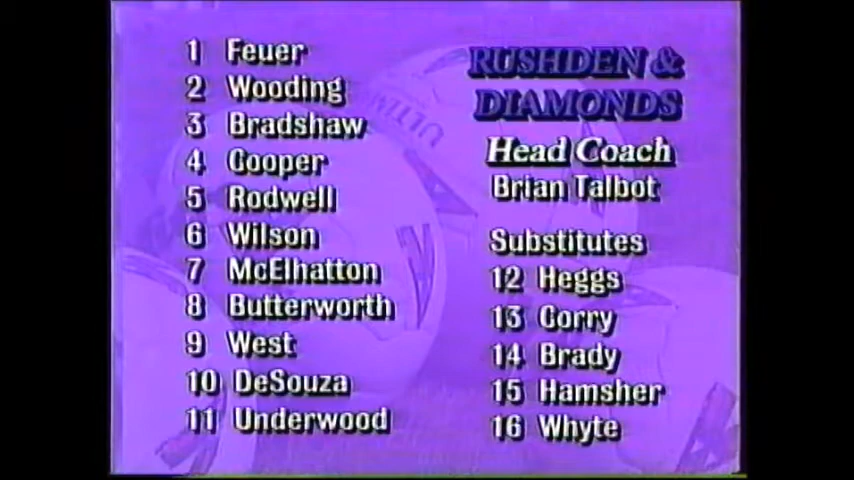 1 Feuer
2 Wooding
3 Bradshaw
4 Cooper
5 Rodwell
6 Wilson
7 McElhatton
8 Butterworth
9 West
10 DeSouza
11 Underwood
RUSHDEN &
DIAMONDS
Head Coach
Brian Talbot
Substitutes
12 Heggs
13 Corry
14 Brady
15 Hamsher
16 Whyte